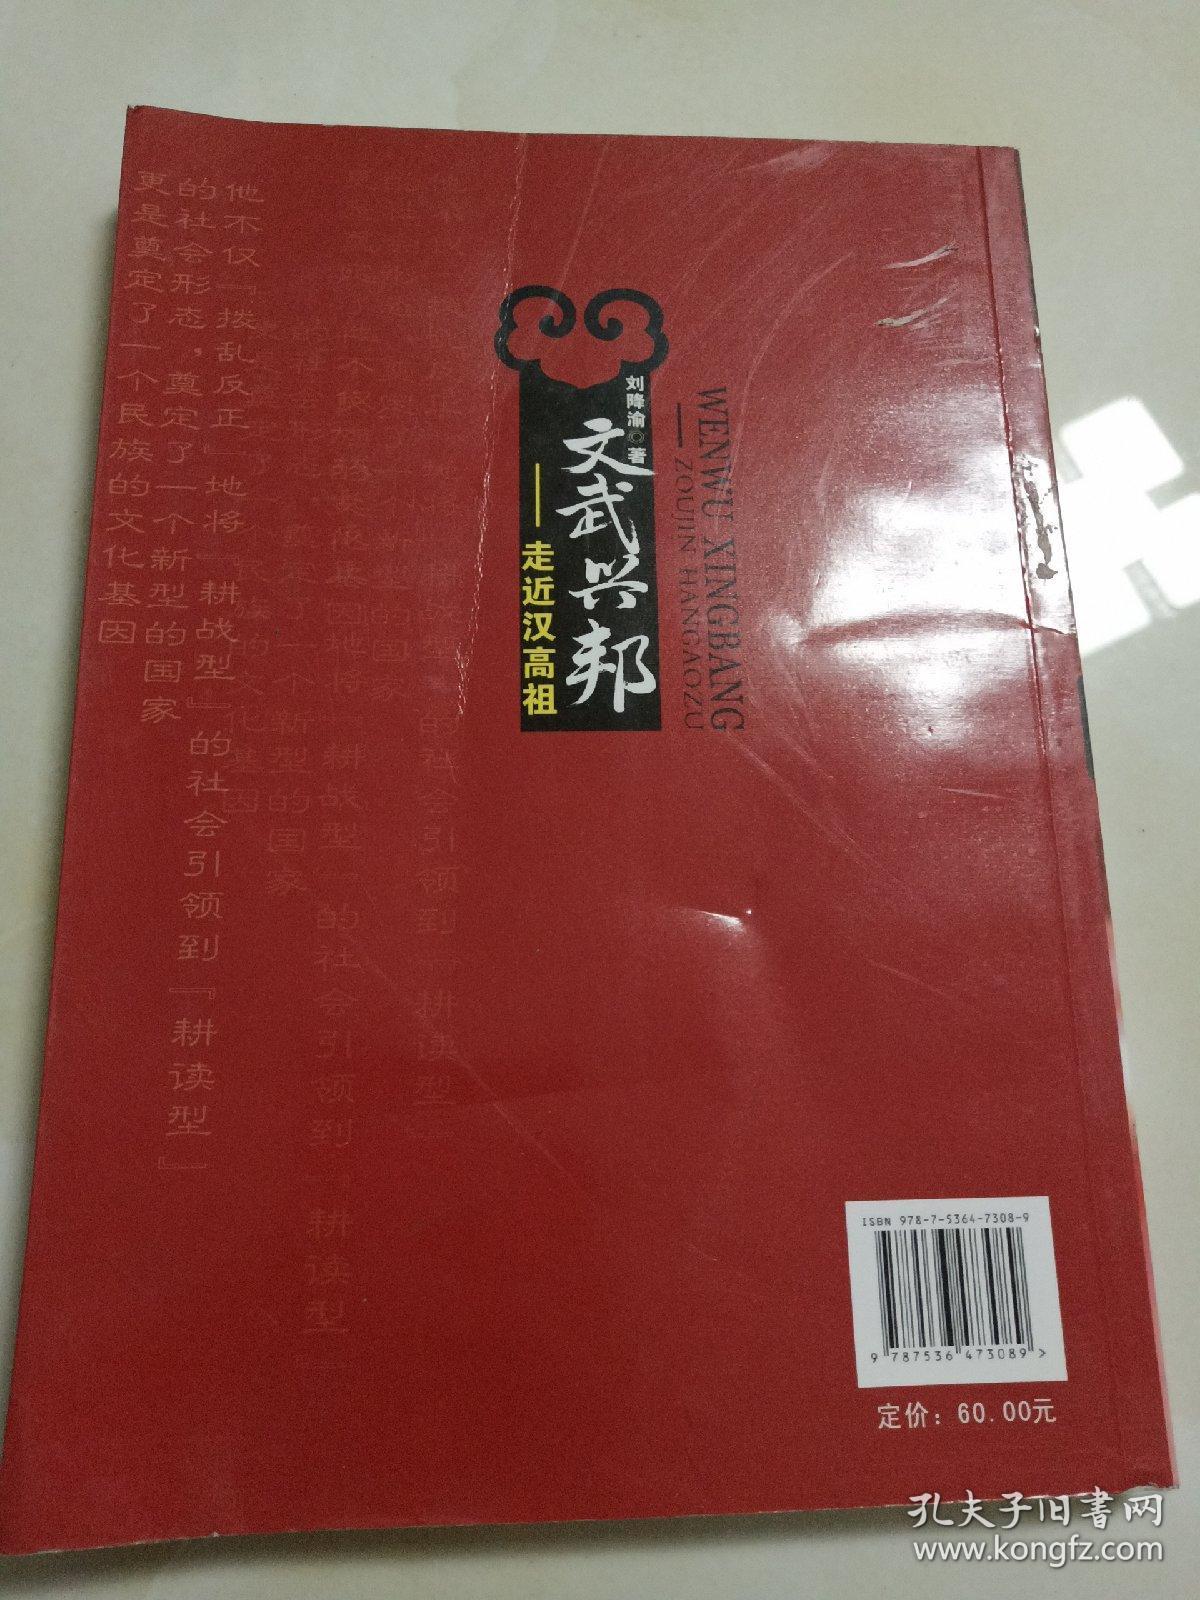 他不仅『拨乱反正』地将『耕战型』的社会引领到『耕读型』
的社会形态，奠定了一个新型的国家
更是奠定了一个民族的文化基因
刘降渝◎著
文武兴邦
——走近汉高祖
WENWU XINGBANG
——ZOUJIN HANGAOZU
ISBN 978-7-5364-7308-9
9 787536 473089 >
定价：60.00元
孔夫子旧书网
www.kongfz.com